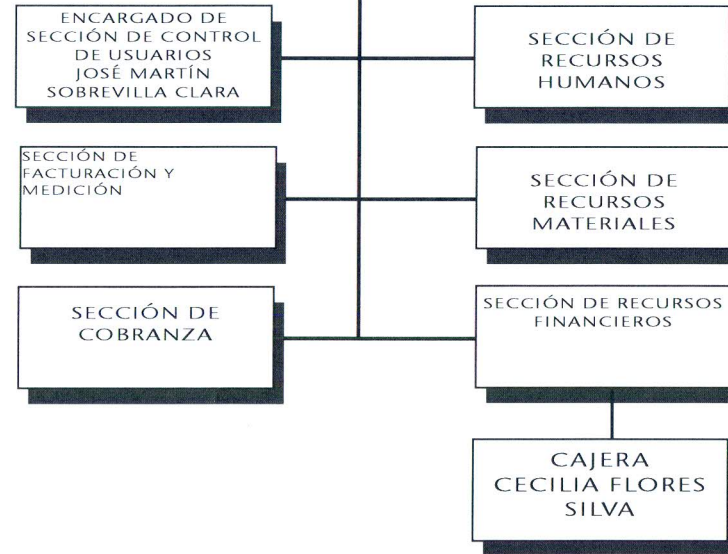 ENCARGADO DE
SECCIÓN DE CONTROL
DE USUARIOS
JOSÉ MARTÍN
SOBREVILLA CLARA
SECCIÓN DE
RECURSOS
HUMANOS
SECCIÓN DE
FACTURACIÓN Y
MEDICIÓN
SECCIÓN DE
RECURSOS
MATERIALES
SECCIÓN DE
COBRANZA
SECCIÓN DE RECURSOS
FINANCIEROS
CAJERA
CECILIA FLORES
SILVA